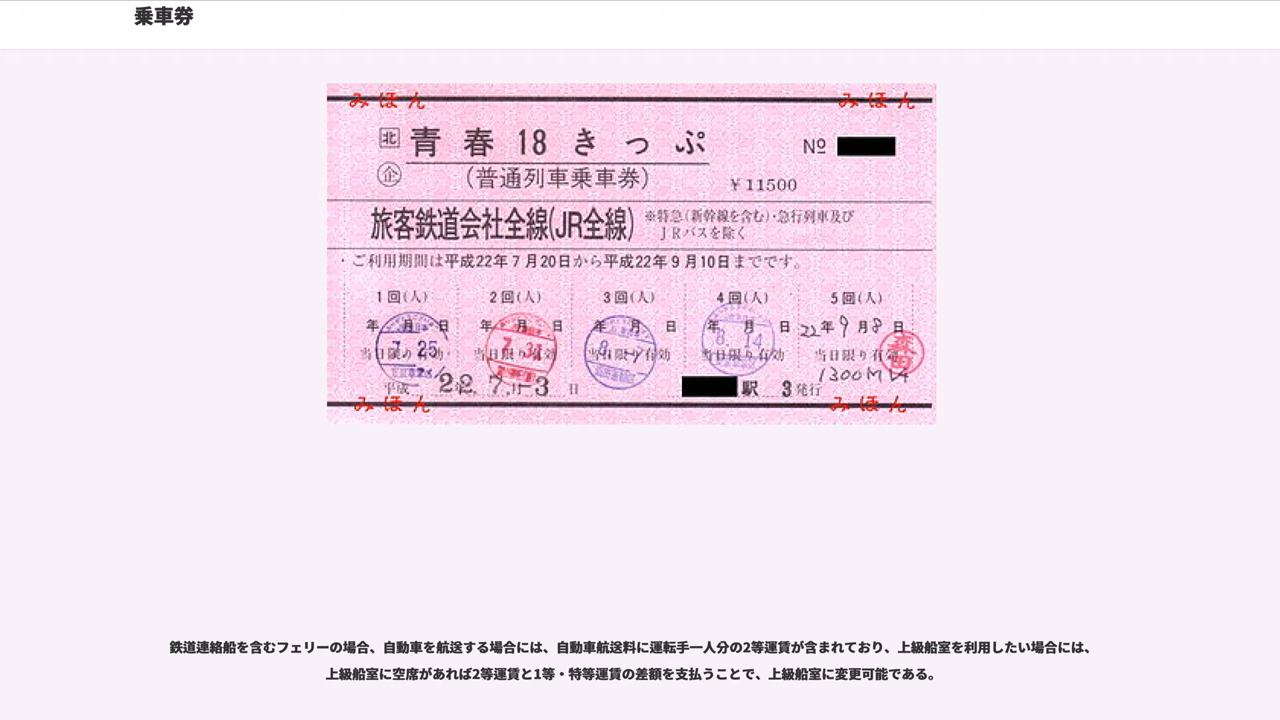 乗車券
みほん みほん
北 青春18きっぷ Nº
企 (普通列車乗車券) ￥11500
旅客鉄道会社全線(JR全線) ※特急(新幹線を含む)･急行列車及び
ＪＲバスを除く
・ご利用期間は平成22年7月20日から平成22年9月10日までです。
1回(人) 2回(人) 3回(人) 4回(人) 5回(人)
年 月 日 年 月 日 年 月 日 年 月 日 22年9月8日
7. 25 7. 31 8. 14
当日限り有効 当日限り有効 当日限り有効 当日限り有効 当日限り有効
平成 22. 7. -3 日 駅 3発行
みほん みほん
鉄道連絡船を含むフェリーの場合、自動車を航送する場合には、自動車航送料に運転手一人分の2等運賃が含まれており、上級船室を利用したい場合には、
上級船室に空席があれば2等運賃と1等・特等運賃の差額を支払うことで、上級船室に変更可能である。